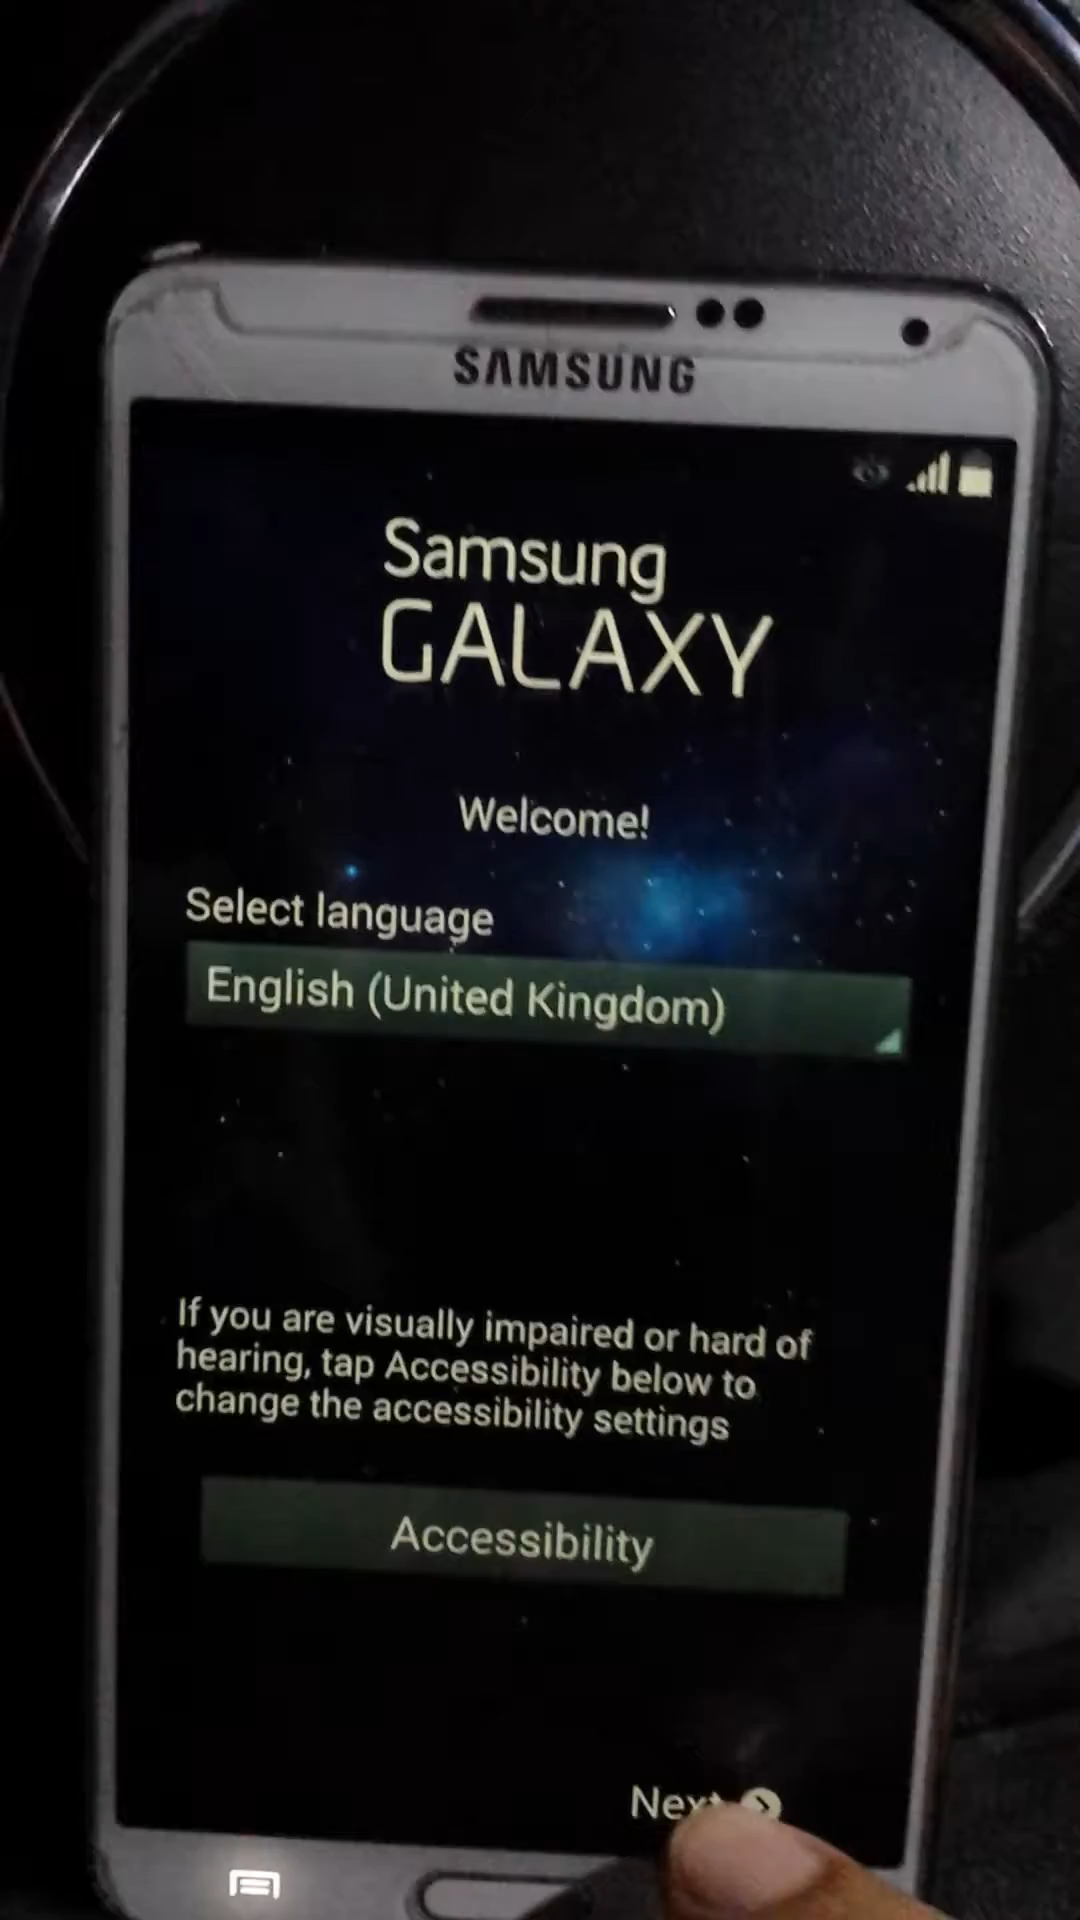 SAMSUNG
Samsung
GALAXY
Welcome!
Select language
English (United Kingdom)
If you are visually impaired or hard of
hearing, tap Accessibility below to
change the accessibility settings
Accessibility
Next